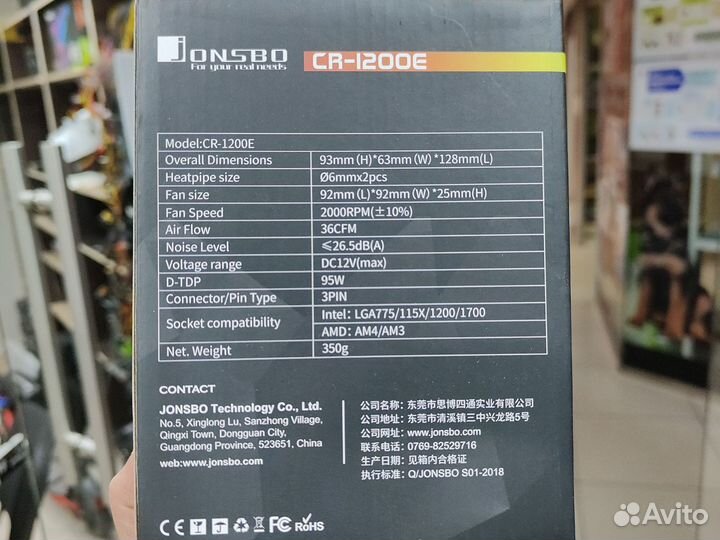 JONSBO
For your real needs
CR-1200E
Model:CR-1200E
Overall Dimensions 93mm (H)*63mm (W) *128mm(L)
Heatpipe size Ø6mmx2pcs
Fan size 92mm (L)*92mm (W) *25mm(H)
Fan Speed 2000RPM(±10%)
Air Flow 36CFM
Noise Level ≤26.5dB(A)
Voltage range DC12V(max)
D-TDP 95W
Connector/Pin Type 3PIN
Socket compatibility Intel: LGA775/115X/1200/1700
AMD: AM4/AM3
Net. Weight 350g
CONTACT
JONSBO Technology Co., Ltd.
No.5, Xinglong Lu, Sanzhong Village,
Qingxi Town, Dongguan City,
Guangdong Province, 523651, China
web:www.jonsbo.com
公司名称: 东莞市思博四通实业有限公司
公司地址: 东莞市清溪镇三中兴龙路5号
公司网址: www.jonsbo.com
联系电话: 0769-82529716
生产日期: 见箱内合格证
执行标准: Q/JONSBO S01-2018
CE FC RoHS
Avito